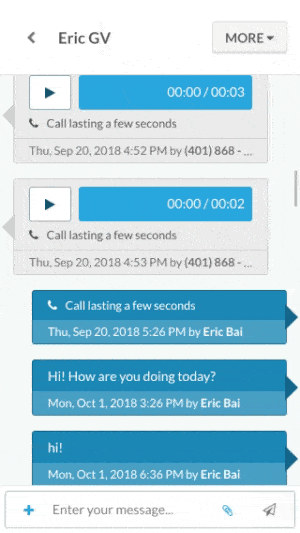 Eric GV
MORE
00:00 / 00:03
Call lasting a few seconds
Thu, Sep 20, 2018 4:52 PM by (401) 868 - ...
00:00 / 00:02
Call lasting a few seconds
Thu, Sep 20, 2018 4:53 PM by (401) 868 - ...
Call lasting a few seconds
Thu, Sep 20, 2018 5:26 PM by Eric Bai
Hi! How are you doing today?
Mon, Oct 1, 2018 3:26 PM by Eric Bai
hi!
Mon, Oct 1, 2018 6:36 PM by Eric Bai
Enter your message...